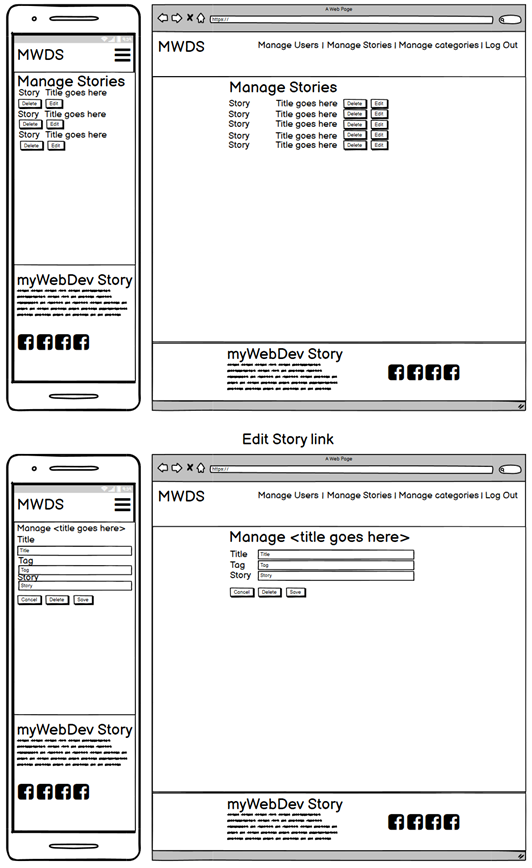 MWDS
Manage Stories
Story Title goes here
Delete Edit
Story Title goes here
Delete Edit
Story Title goes here
Delete Edit
myWebDev Story
A Web Page
https://
MWDS
Manage Users | Manage Stories | Manage categories | Log Out
Manage Stories
Story Title goes here Delete Edit
Story Title goes here Delete Edit
Story Title goes here Delete Edit
Story Title goes here Delete Edit
Story Title goes here Delete Edit
myWebDev Story
Edit Story link
MWDS
Manage <title goes here>
Title
Title
Tag
Tag
Story
Story
Cancel Delete Save
myWebDev Story
A Web Page
https://
MWDS
Manage Users | Manage Stories | Manage categories | Log Out
Manage <title goes here>
Title Title
Tag Tag
Story Story
Cancel Delete Save
myWebDev Story